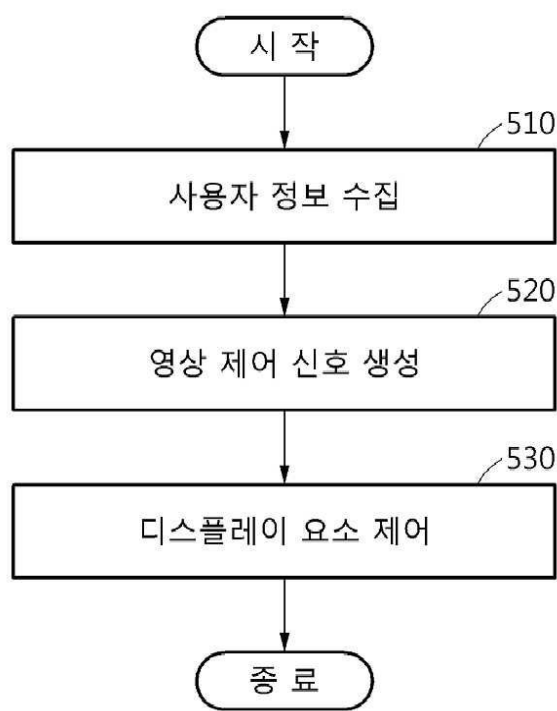 시 작
510
사용자 정보 수집
520
영상 제어 신호 생성
530
디스플레이 요소 제어
종 료